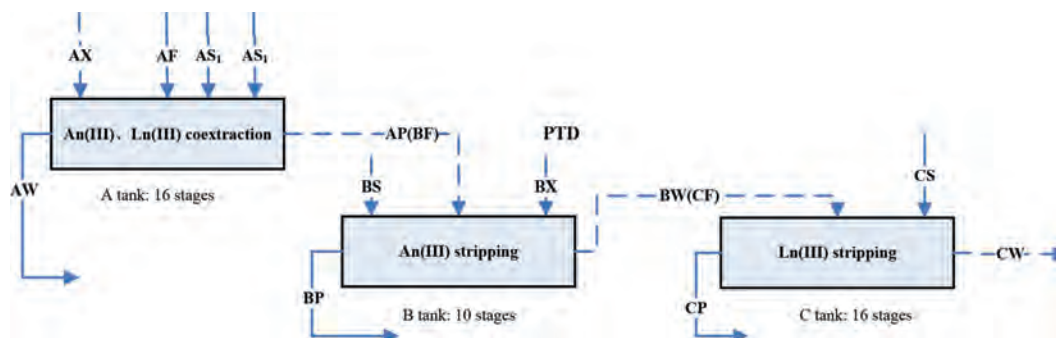 AX
AF
AS₁
AS₁
An(III)、Ln(III) coextraction
AP(BF)
PTD
AW
A tank: 16 stages
BS
BX
BW(CF)
CS
An(III) stripping
Ln(III) stripping
CW
BP
B tank: 10 stages
CP
C tank: 16 stages